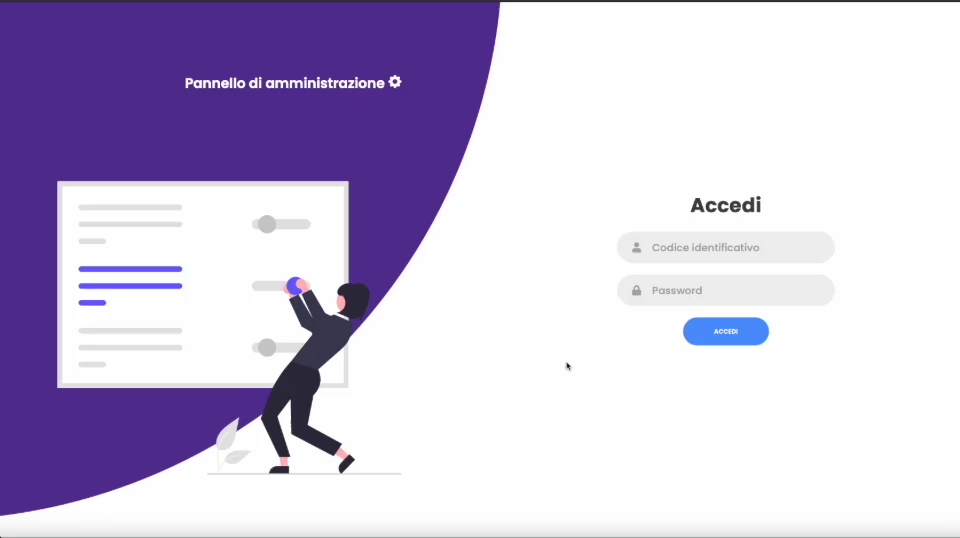 Pannello di amministrazione
Accedi
Codice identificativo
Password
ACCEDI